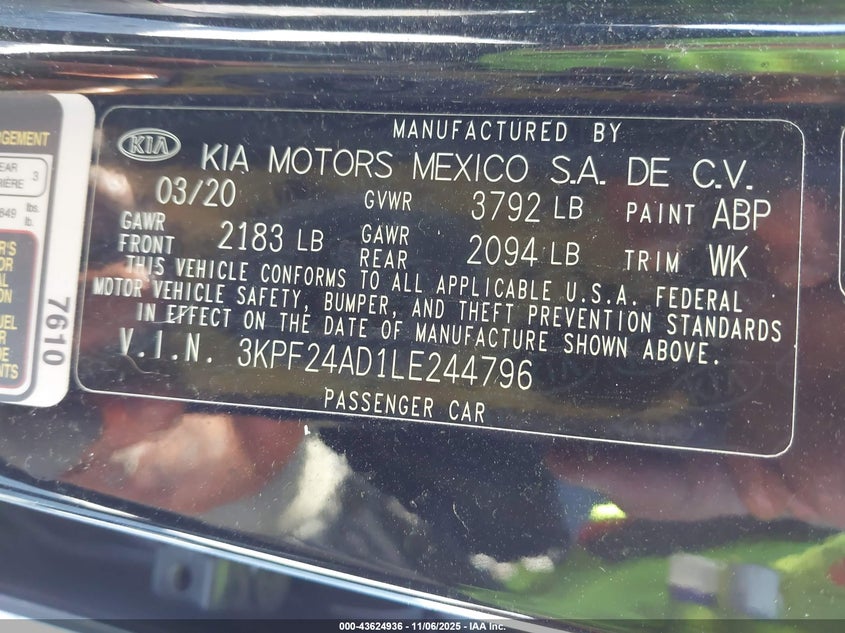 MANUFACTURED BY
KIA KIA MOTORS MEXICO S.A. DE C.V.
03/20 GVWR 3792 LB PAINT ABP
GAWR FRONT 2183 LB GAWR REAR 2094 LB TRIM WK
THIS VEHICLE CONFORMS TO ALL APPLICABLE U.S.A. FEDERAL
MOTOR VEHICLE SAFETY, BUMPER, AND THEFT PREVENTION STANDARDS
IN EFFECT ON THE DATE OF MANUFACTURE SHOWN ABOVE.
V.I.N. 3KPF24AD1LE244796
PASSENGER CAR
3
lbs.
7610
000-43624936 - 11/06/2025 - IAA Inc.